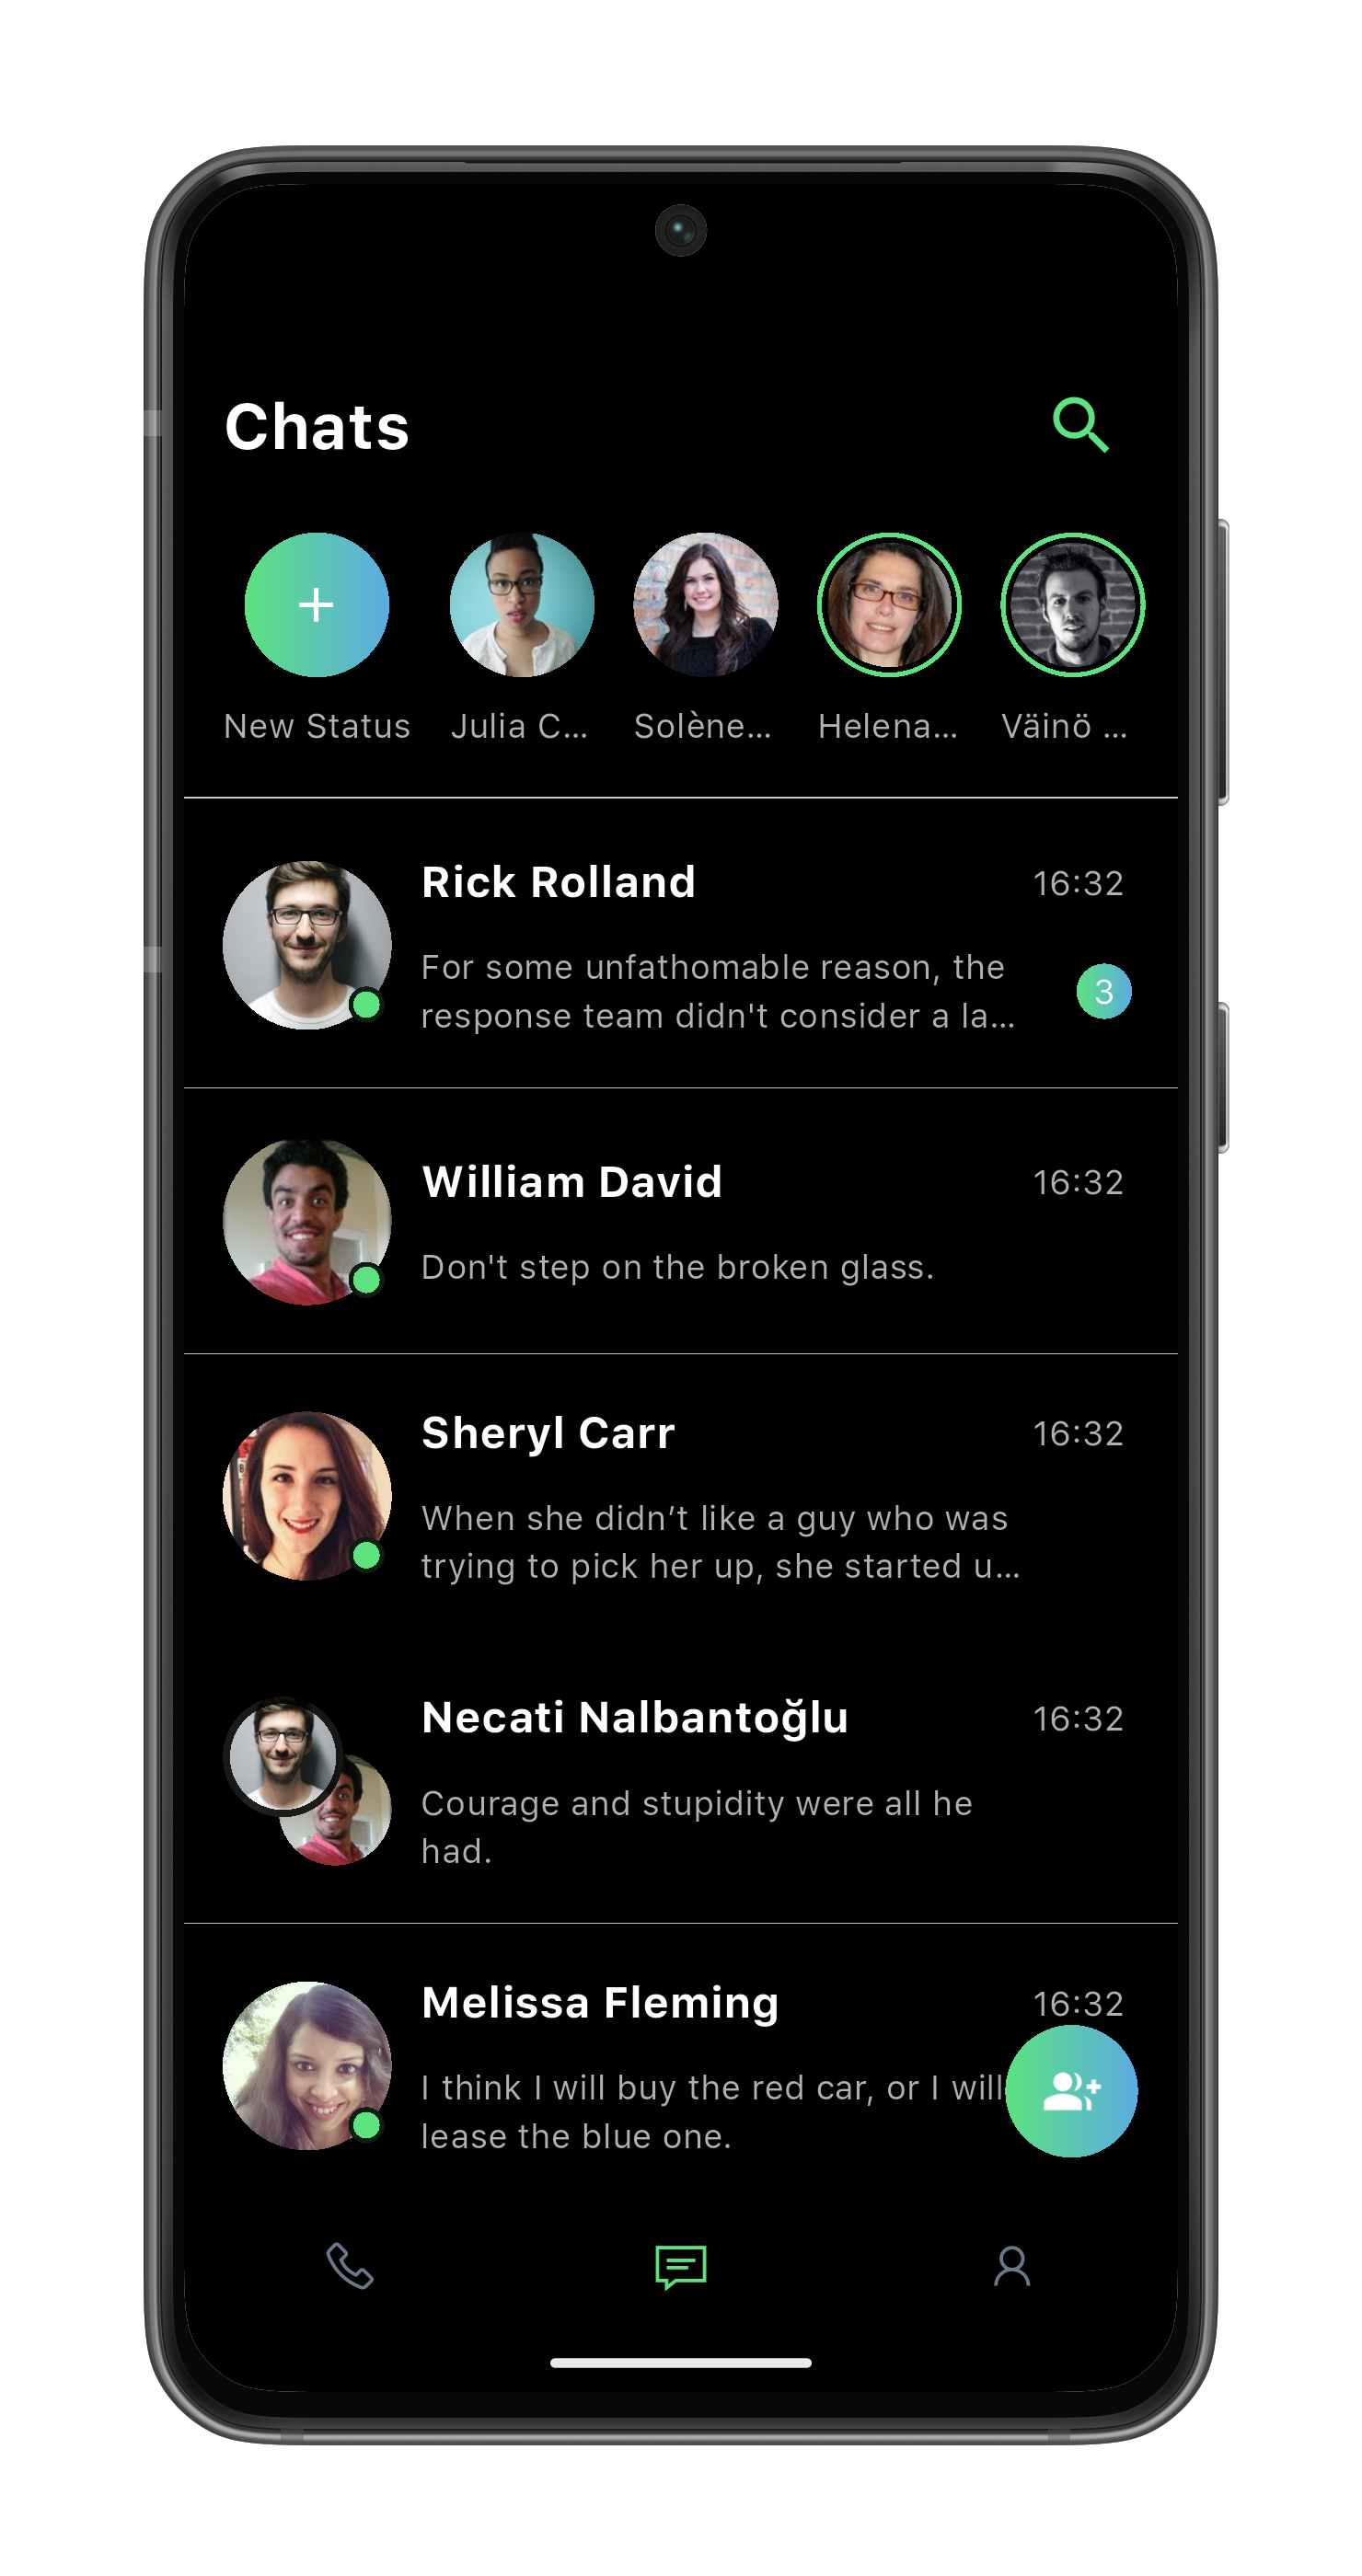 Chats
New Status
Julia C...
Solène...
Helena...
Väinö ...
Rick Rolland
16:32
For some unfathomable reason, the
response team didn't consider a la...
3
William David
16:32
Don't step on the broken glass.
Sheryl Carr
16:32
When she didn’t like a guy who was
trying to pick her up, she started u...
Necati Nalbantoğlu
16:32
Courage and stupidity were all he
had.
Melissa Fleming
16:32
I think I will buy the red car, or I will
lease the blue one.